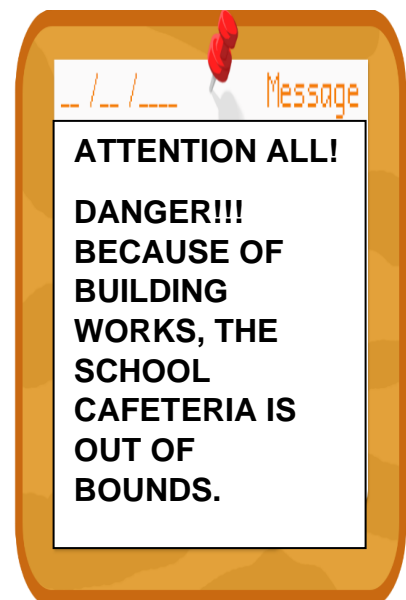 __ /__ /____ Message
ATTENTION ALL!
DANGER!!!
BECAUSE OF
BUILDING
WORKS, THE
SCHOOL
CAFETERIA IS
OUT OF
BOUNDS.